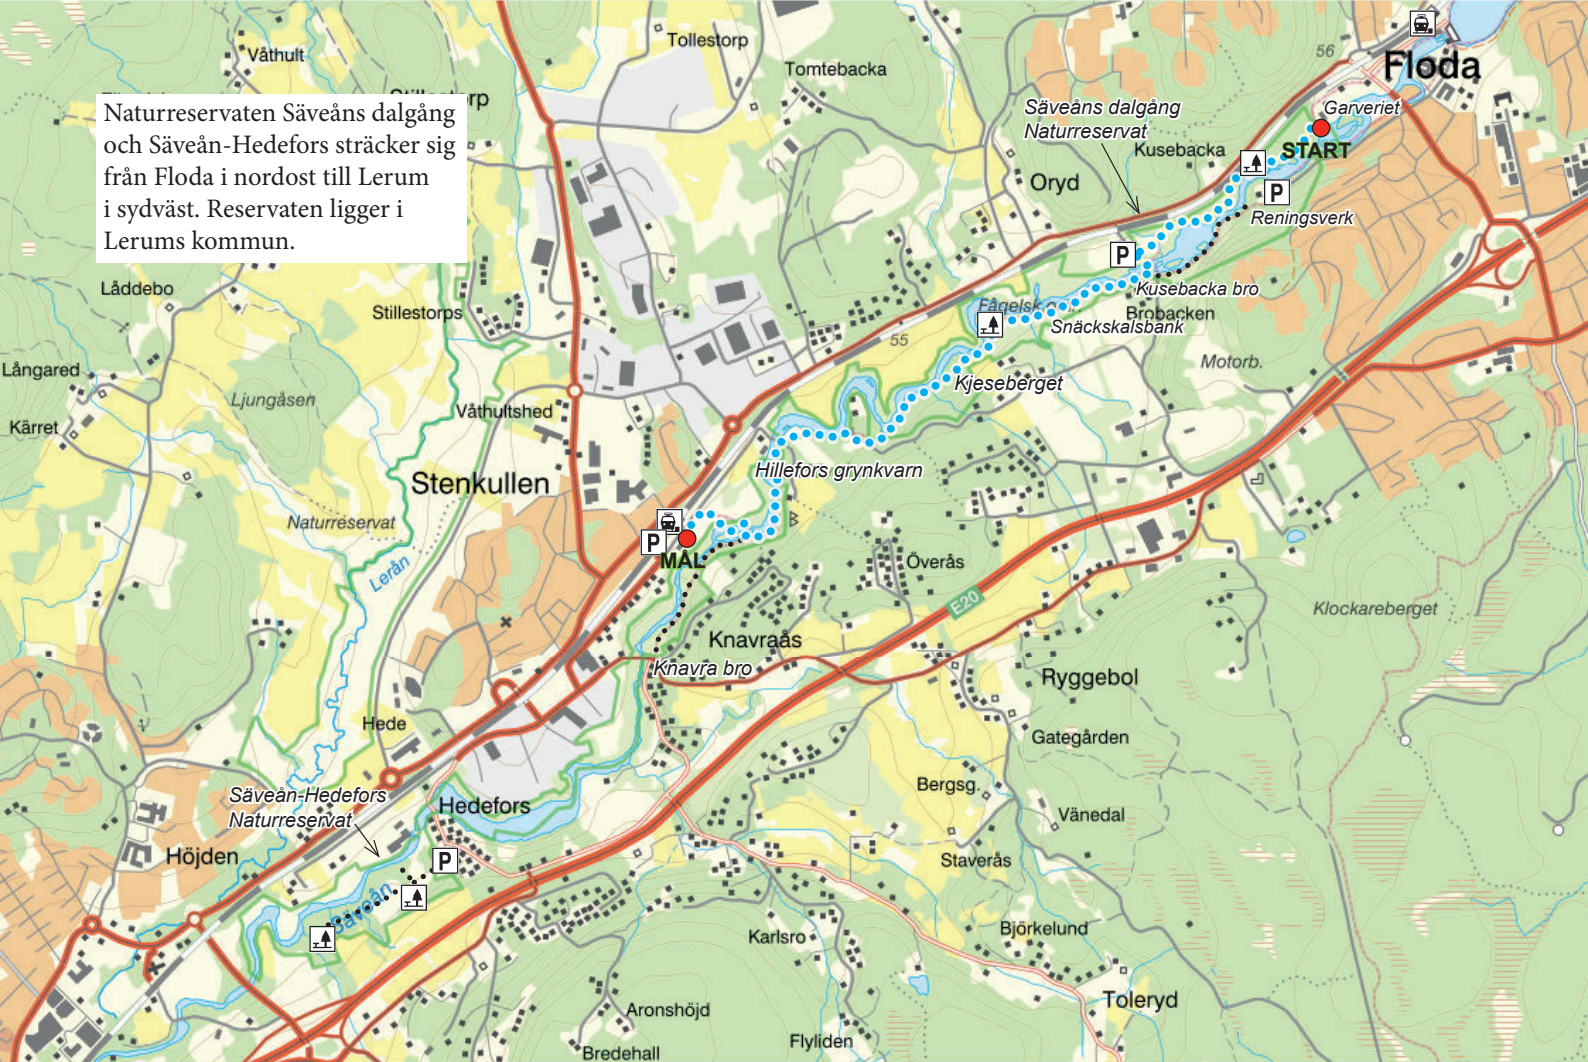 Naturreservaten Säveåns dalgång
och Säveån-Hedefors sträcker sig
från Floda i nordost till Lerum
i sydväst. Reservaten ligger i
Lerums kommun.
Våthult
Tollestorp
Tomtebacka
56
Floda
Garveriet
START
Säveåns dalgång
Naturreservat
Kusebacka
Oryd
P
Reningsverk
P
Kusebacka bro
Låddebo
Stillestorps
Brobacken
Snäckskalsbank
55
Motorb.
Långared
Ljungåsen
Kjeseberget
Våthultshed
Kärret
Hillefors grynkvarn
Stenkullen
Naturreservat
P
MÅL
Lerån
Överås
E20
Klockareberget
Knavraås
Knavra bro
Ryggebol
Hede
Gategården
Bergsg.
Säveån-Hedefors
Naturreservat
Hedefors
Vänedal
Höjden
P
Staverås
Säveån
Karlsro
Björkelund
Aronshöjd
Toleryd
Flyliden
Bredehall